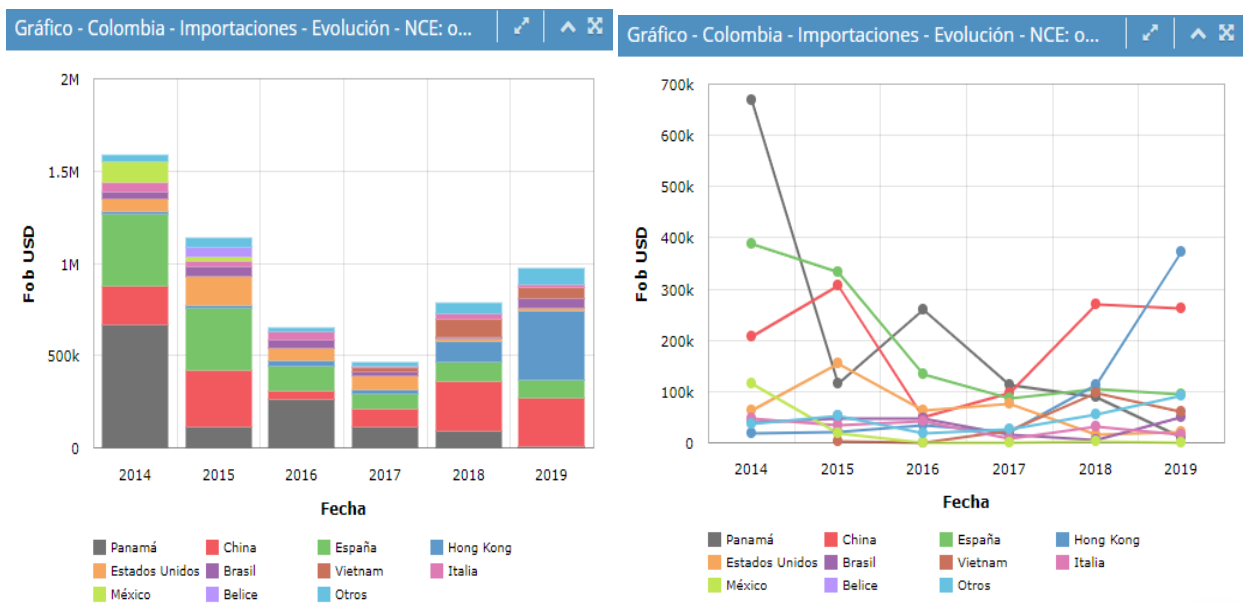 Gráfico - Colombia - Importaciones - Evolución - NCE: o...
2M
1.5M
1M
500k
0
Fob USD
2014 2015 2016 2017 2018 2019
Fecha
Panamá China España Hong Kong
Estados Unidos Brasil Vietnam Italia
México Belice Otros
Gráfico - Colombia - Importaciones - Evolución - NCE: o...
700k
600k
500k
400k
300k
200k
100k
0
Fob USD
2014 2015 2016 2017 2018 2019
Fecha
Panamá China España Hong Kong
Estados Unidos Brasil Vietnam Italia
México Belice Otros